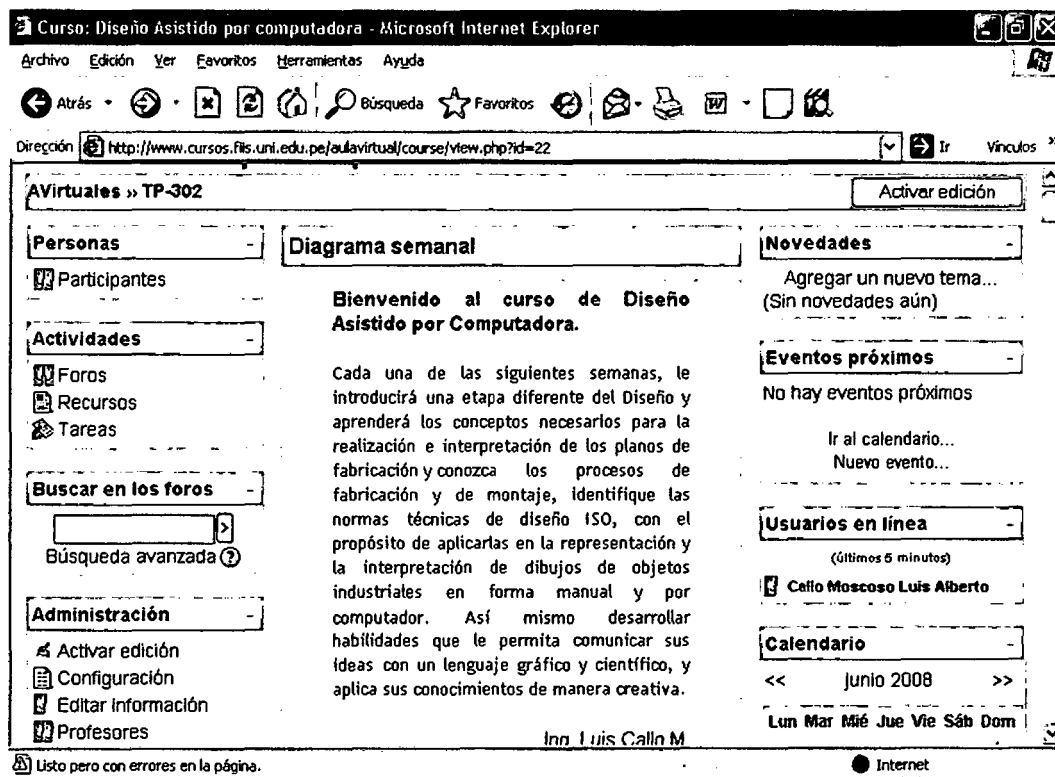 Curso: Diseño Asistido por computadora - Microsoft Internet Explorer
Archivo Edición Ver Favoritos Herramientas Ayuda
Atrás Búsqueda Favoritos
Dirección http://www.cursos.fiis.uni.edu.pe/aulavirtual/course/view.php?id=22 Ir Vínculos »
AVirtuales » TP-302
Activar edición
Personas -
Participantes
Actividades -
Foros
Recursos
Tareas
Buscar en los foros -
>
Búsqueda avanzada ?
Administración -
Activar edición
Configuración
Editar información
Profesores
Diagrama semanal
Bienvenido al curso de Diseño
Asistido por Computadora.
Cada una de las siguientes semanas, le
introducirá una etapa diferente del Diseño y
aprenderá los conceptos necesarios para la
realización e interpretación de los planos de
fabricación y conozca los procesos de
fabricación y de montaje, identifique las
normas técnicas de diseño ISO, con el
propósito de aplicarlas en la representación y
la interpretación de dibujos de objetos
industriales en forma manual y por
computador. Así mismo desarrollar
habilidades que le permita comunicar sus
ideas con un lenguaje gráfico y científico, y
aplica sus conocimientos de manera creativa.
Ing. Luis Callo M
Novedades -
Agregar un nuevo tema...
(Sin novedades aún)
Eventos próximos -
No hay eventos próximos
Ir al calendario...
Nuevo evento...
Usuarios en línea -
(últimos 5 minutos)
Callo Moscoso Luis Alberto
Calendario -
<< junio 2008 >>
Lun Mar Mié Jue Vie Sáb Dom
Listo pero con errores en la página. Internet